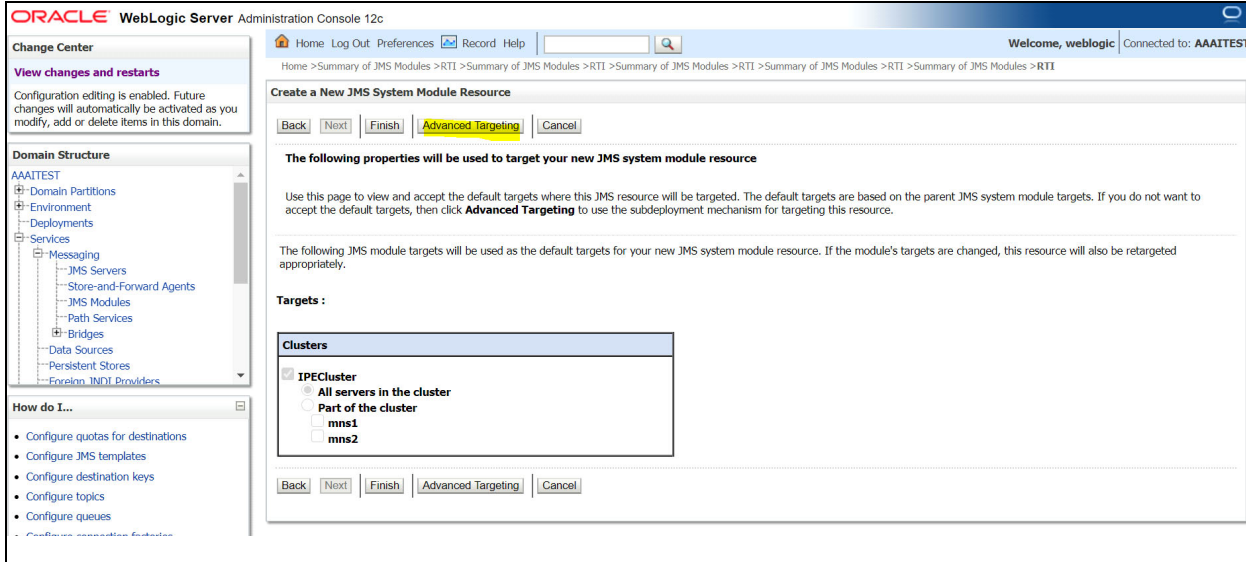 ORACLE WebLogic Server Administration Console 12c
Change Center
View changes and restarts
Configuration editing is enabled. Future
changes will automatically be activated as you
modify, add or delete items in this domain.
Domain Structure
AAAITEST
Domain Partitions
Environment
Deployments
Services
Messaging
JMS Servers
Store-and-Forward Agents
JMS Modules
Path Services
Bridges
Data Sources
Persistent Stores
Foreign JNDI Providers
How do I...
Configure quotas for destinations
Configure JMS templates
Configure destination keys
Configure topics
Configure queues
Configure connection factories
Home Log Out Preferences Record Help
Welcome, weblogic Connected to: AAAITEST
Home >Summary of JMS Modules >RTI >Summary of JMS Modules >RTI >Summary of JMS Modules >RTI >Summary of JMS Modules >RTI >Summary of JMS Modules >RTI
Create a New JMS System Module Resource
Back Next Finish Advanced Targeting Cancel
The following properties will be used to target your new JMS system module resource
Use this page to view and accept the default targets where this JMS resource will be targeted. The default targets are based on the parent JMS system module targets. If you do not want to
accept the default targets, then click Advanced Targeting to use the subdeployment mechanism for targeting this resource.
The following JMS module targets will be used as the default targets for your new JMS system module resource. If the module's targets are changed, this resource will also be retargeted
appropriately.
Targets :
Clusters
IPECluster
All servers in the cluster
Part of the cluster
mns1
mns2
Back Next Finish Advanced Targeting Cancel